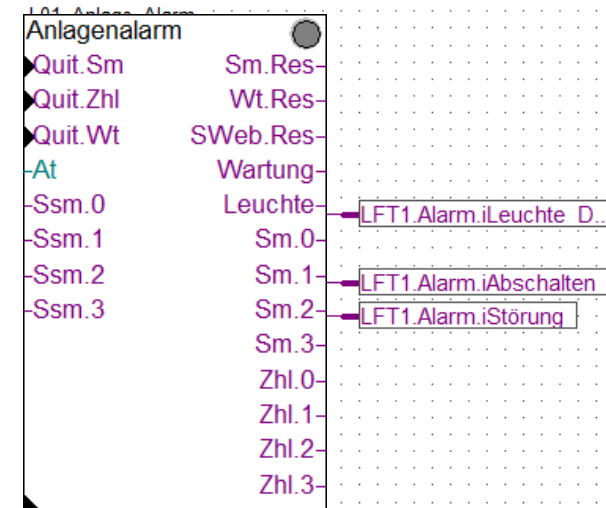 L01_Anlage_Alarm
Anlagenalarm
Quit.Sm Sm.Res
Quit.Zhl Wt.Res
Quit.Wt SWeb.Res
At Wartung
Ssm.0 Leuchte LFT1.Alarm.iLeuchte_D...
Ssm.1 Sm.0
Ssm.2 Sm.1 LFT1.Alarm.iAbschalten
Ssm.3 Sm.2 LFT1.Alarm.iStörung
Sm.3
Zhl.0
Zhl.1
Zhl.2
Zhl.3